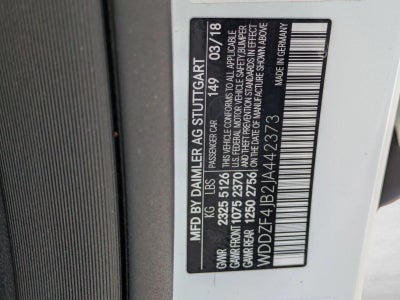 MFD BY DAIMLER AG STUTTGART
PASSENGER CAR 149 03/18
KG LBS
GWR 2325 5126
GAWR FRONT 1075 2370
GAWR REAR 1250 2756
THIS VEHICLE CONFORMS TO ALL APPLICABLE
U.S. FEDERAL MOTOR VEHICLE SAFETY, BUMPER
AND THEFT PREVENTION STANDARDS IN EFFECT
ON THE DATE OF MANUFACTURE SHOWN ABOVE
WDDZF4JB2JA442373
MADE IN GERMANY